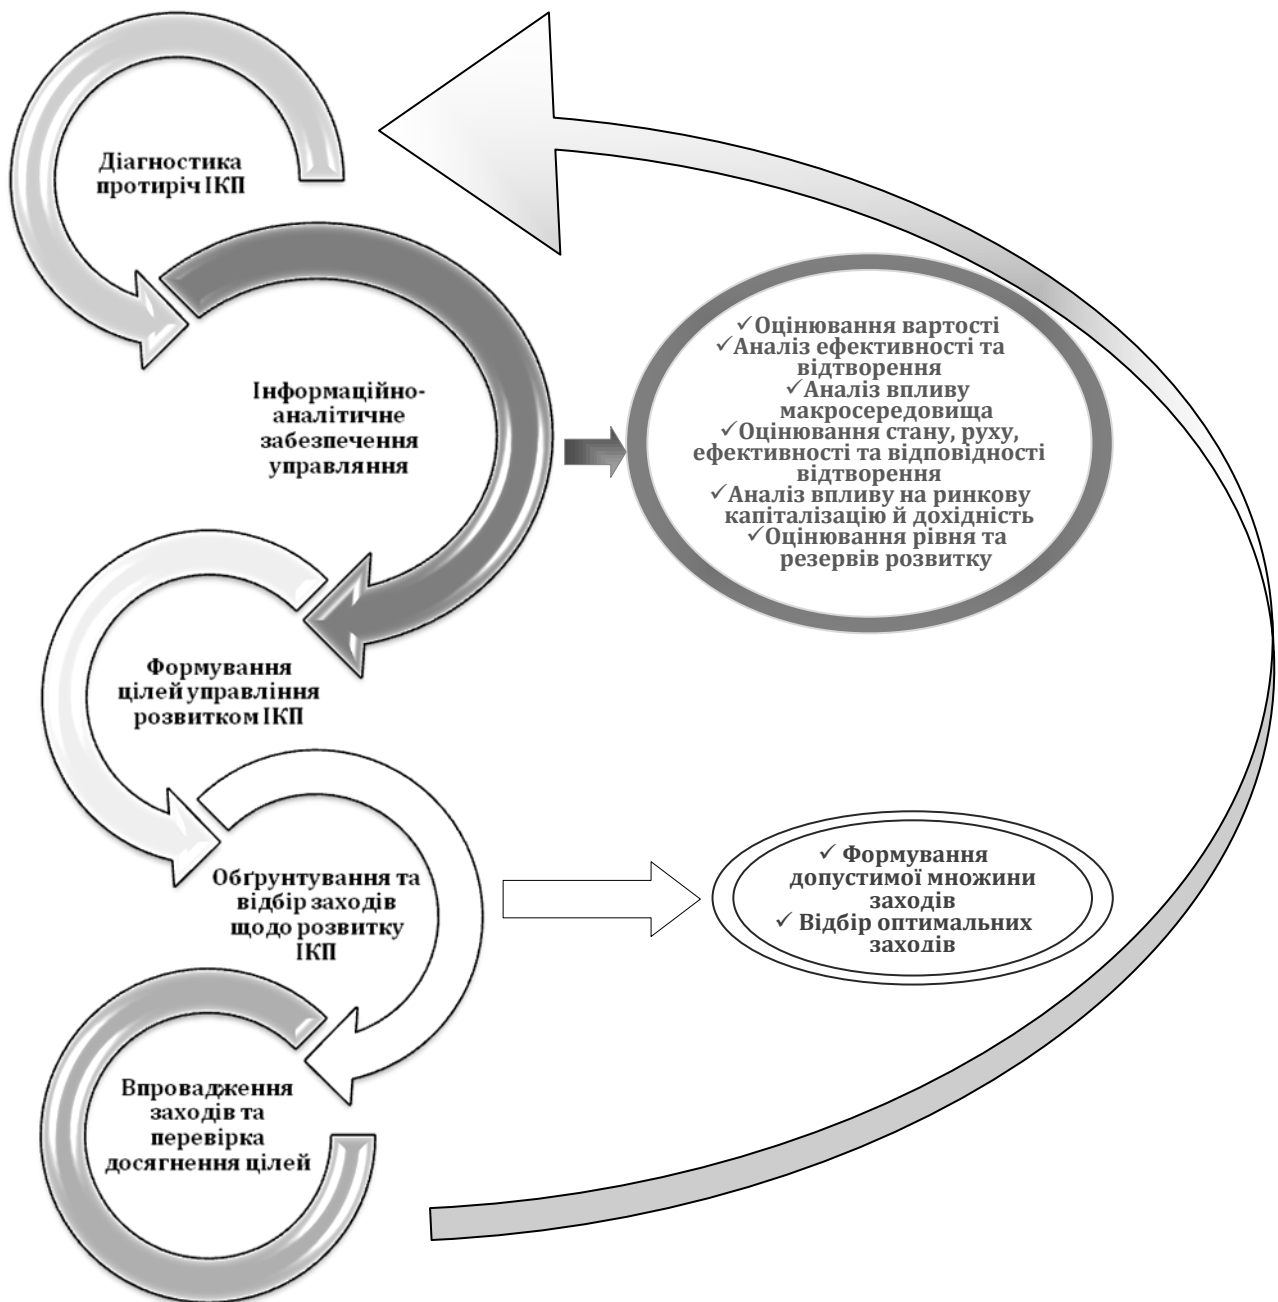 Діагностика
протиріч ІКП
Інформаційно-
аналітичне
забезпечення
управляння
✓Оцінювання вартості
✓Аналіз ефективності та
відтворення
✓Аналіз впливу
макросередовища
✓Оцінювання стану, руху,
ефективності та відповідності
відтворення
✓Аналіз впливу на ринкову
капіталізацію й дохідність
✓Оцінювання рівня та
резервів розвитку
Формування
цілей управління
розвитком ІКП
Обґрунтування та
відбір заходів
щодо розвитку
ІКП
✓ Формування
допустимої множини
заходів
✓ Відбір оптимальних
заходів
Впровадження
заходів та
перевірка
досягнення цілей